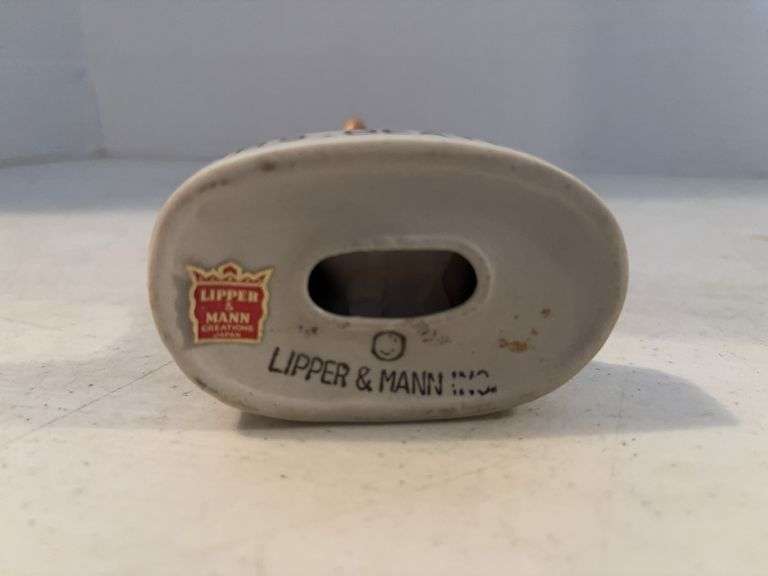 LIPPER
&
MANN
CREATIONS
JAPAN
LIPPER & MANN INC.